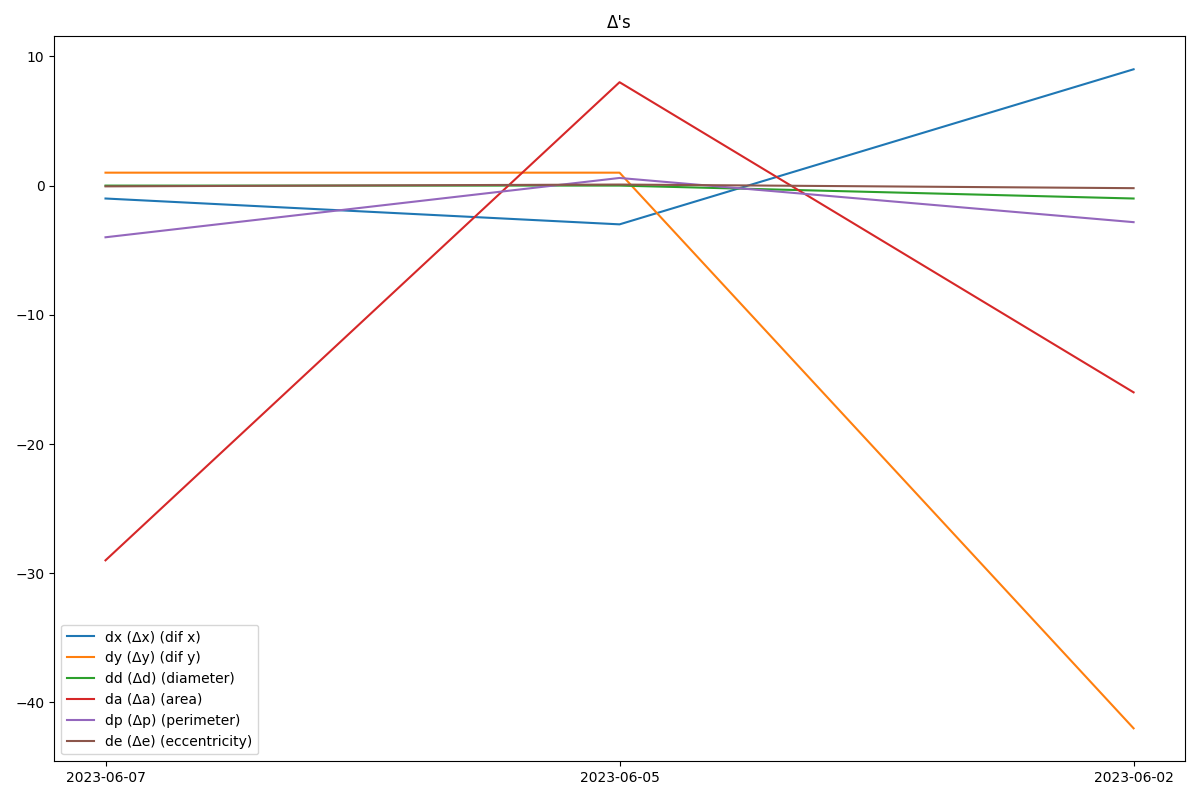 Δ's
10
0
−10
−20
−30
−40
dx (Δx) (dif x)
dy (Δy) (dif y)
dd (Δd) (diameter)
da (Δa) (area)
dp (Δp) (perimeter)
de (Δe) (eccentricity)
2023-06-07 2023-06-05 2023-06-02